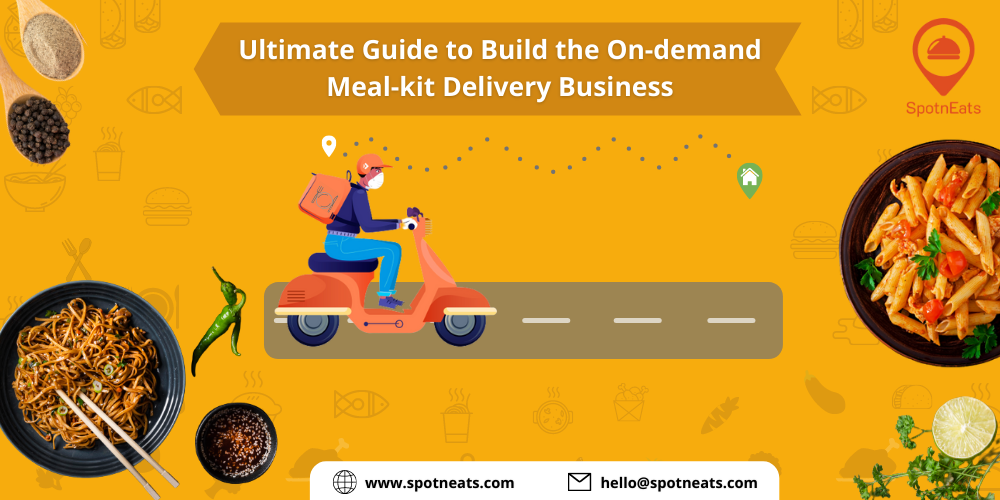 Ultimate Guide to Build the On-demand
Meal-kit Delivery Business
SpotnEats
www.spotneats.com
hello@spotneats.com